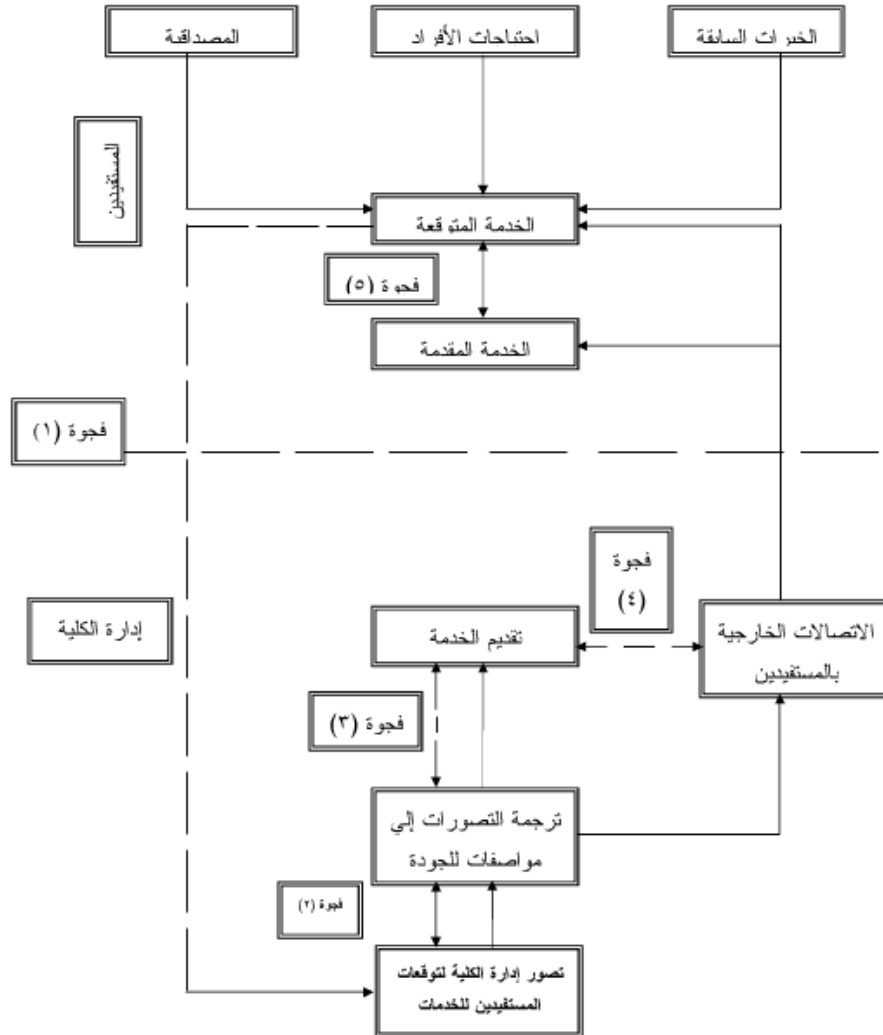 الخبرات السابقة
احتياجات الأفراد
المصداقية
المستفيدين
الخدمة المتوقعة
فجوة (٥)
الخدمة المقدمة
فجوة (١)
فجوة
(٤)
إدارة الكلية
تقديم الخدمة
الاتصالات الخارجية
بالمستفيدين
فجوة (٣)
ترجمة التصورات إلي
مواصفات للجودة
فجوة (٢)
تصور إدارة الكلية لتوقعات
المستفيدين للخدمات